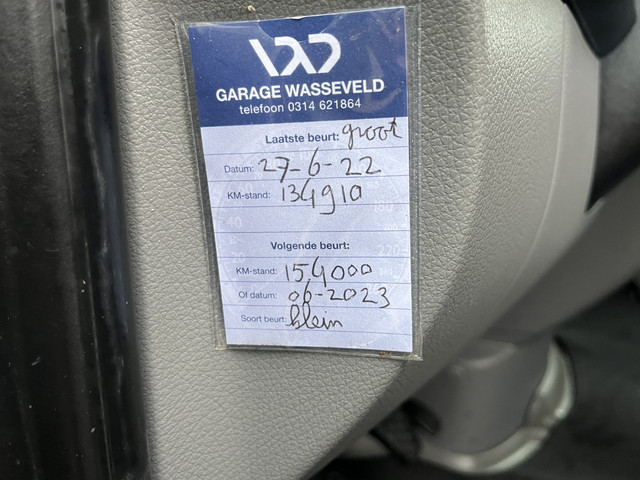 GARAGE WASSEVELD
telefoon 0314 621864
Laatste beurt: groot
Datum: 27-6-22
KM-stand: 134910
Volgende beurt:
KM-stand: 154000
Of datum: 06-2023
Soort beurt: klein